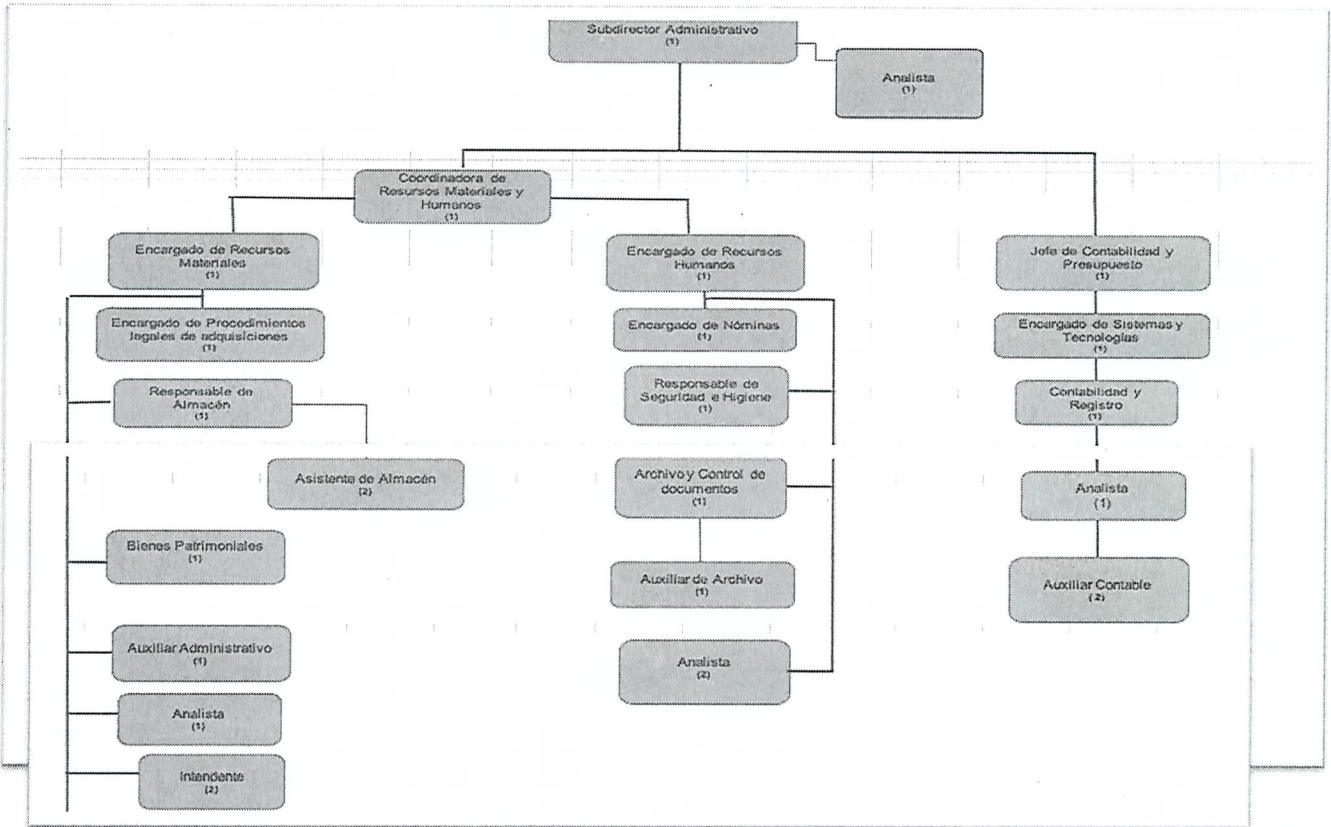 Subdirector Administrativo
(1)
Analista
(1)
Coordinadora de
Recursos Materiales y
Humanos
(1)
Encargado de Recursos
Materiales
(1)
Encargado de Recursos
Humanos
(1)
Jefe de Contabilidad y
Presupuesto
(1)
Encargado de Procedimientos
legales de adquisiciones
(1)
Encargado de Nóminas
(1)
Encargado de Sistemas y
Tecnologías
(1)
Responsable de
Almacén
(1)
Responsable de
Seguridad e Higiene
(1)
Contabilidad y
Registro
(1)
Asistente de Almacén
(2)
Archivo y Control de
documentos
(1)
Analista
(1)
Bienes Patrimoniales
(1)
Auxiliar de Archivo
(1)
Auxiliar Contable
(2)
Auxiliar Administrativo
(1)
Analista
(2)
Analista
(1)
Intendente
(2)